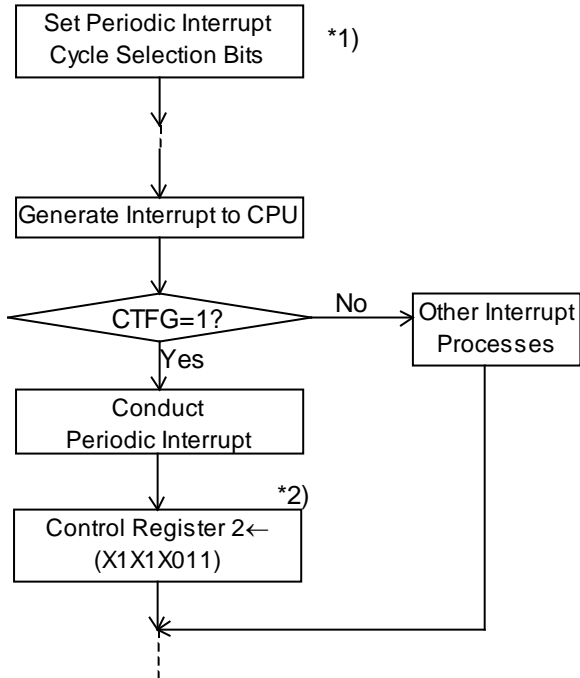 Set Periodic Interrupt
Cycle Selection Bits
*1)
Generate Interrupt to CPU
CTFG=1?
No
Other Interrupt
Processes
Yes
Conduct
Periodic Interrupt
*2)
Control Register 2←
(X1X1X011)